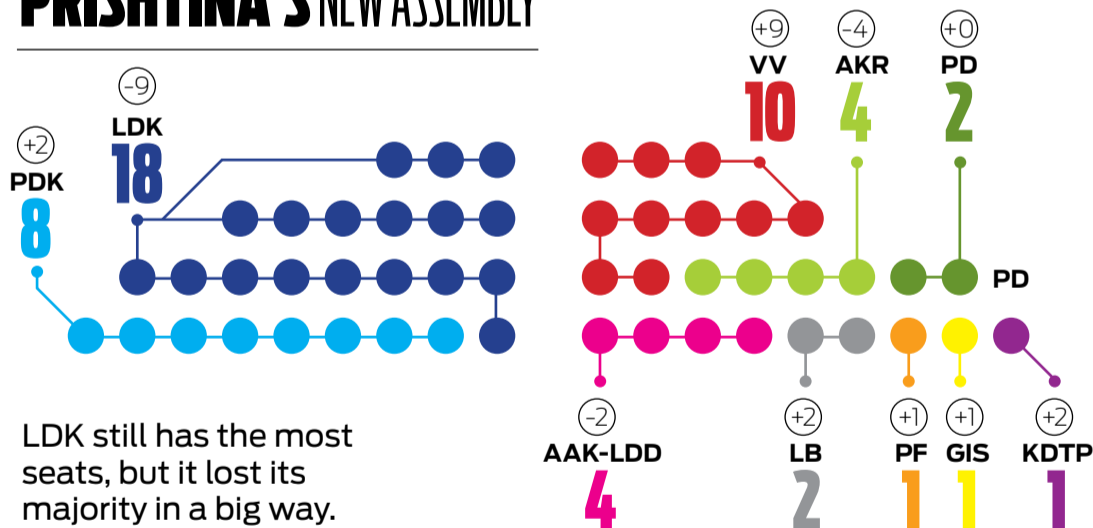 PRISHTINA'S NEW ASSEMBLY
+2
PDK
8
-9
LDK
18
+9
VV
10
-4
AKR
4
+0
PD
2
PD
-2
AAK-LDD
4
+2
LB
2
+1
PF
1
+1
GIS
1
+2
KDTP
1
LDK still has the most
seats, but it lost its
majority in a big way.